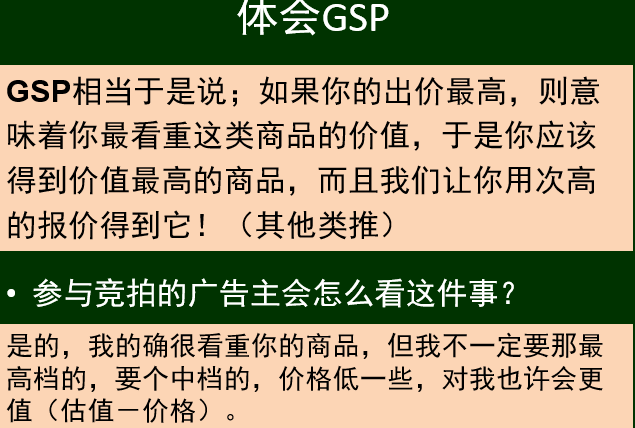 体会GSP
GSP相当于是说；如果你的出价最高，则意
味着你最看重这类商品的价值，于是你应该
得到价值最高的商品，而且我们让你用次高
的报价得到它！（其他类推）
• 参与竞拍的广告主会怎么看这件事？
是的，我的确很看重你的商品，但我不一定要那最
高档的，要个中档的，价格低一些，对我也许会更
值（估值－价格）。